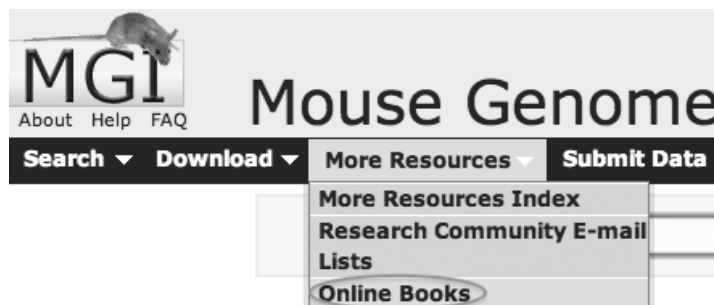 MGI
About Help FAQ
Mouse Genome
Search Download More Resources Submit Data
More Resources Index
Research Community E-mail
Lists
Online Books